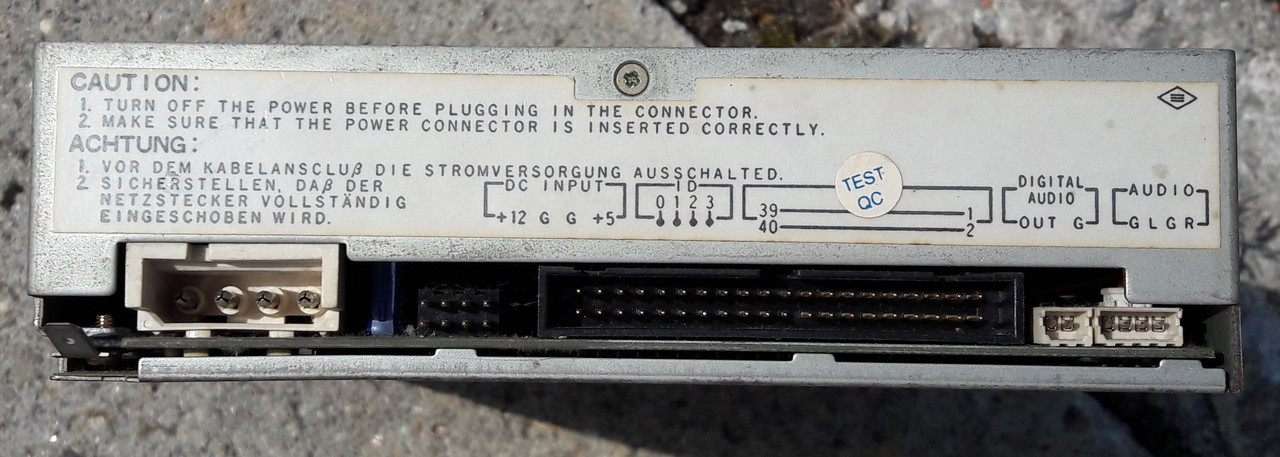 CAUTION:
1. TURN OFF THE POWER BEFORE PLUGGING IN THE CONNECTOR.
2. MAKE SURE THAT THE POWER CONNECTOR IS INSERTED CORRECTLY.
ACHTUNG:
1. VOR DEM KABELANSCLUß DIE STROMVERSORGUNG AUSSCHALTED.
2. SICHERSTELLEN, DAß DER
NETZSTECKER VOLLSTÄNDIG
EINGESCHOBEN WIRD.
DC INPUT
+12 G G +5
ID
0 1 2 3
39 1
40 2
TEST
QC
DIGITAL
AUDIO
OUT G
AUDIO
G L G R